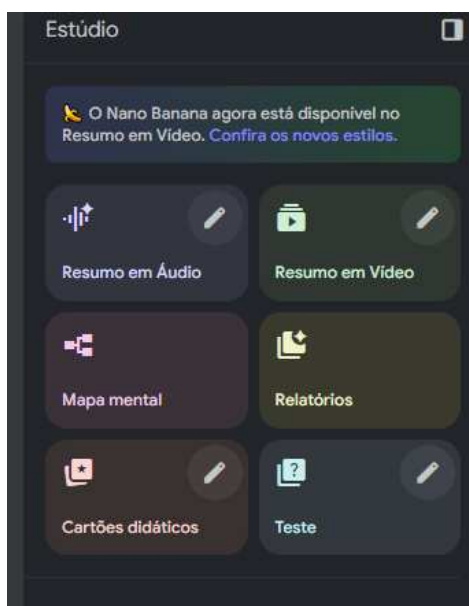 Estúdio
O Nano Banana agora está disponível no
Resumo em Vídeo. Confira os novos estilos.
Resumo em Áudio
Resumo em Vídeo
Mapa mental
Relatórios
Cartões didáticos
Teste